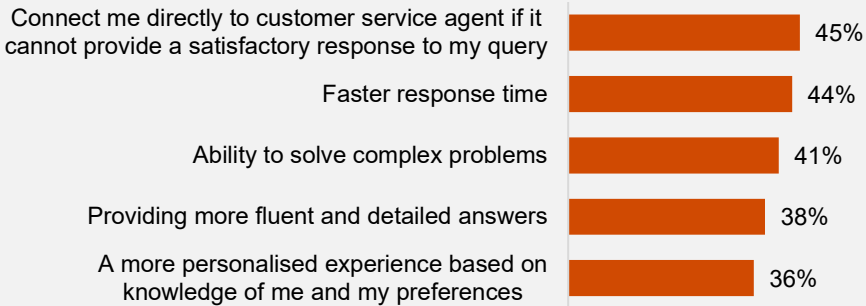 Connect me directly to customer service agent if it
cannot provide a satisfactory response to my query
45%
Faster response time
44%
Ability to solve complex problems
41%
Providing more fluent and detailed answers
38%
A more personalised experience based on
knowledge of me and my preferences
36%